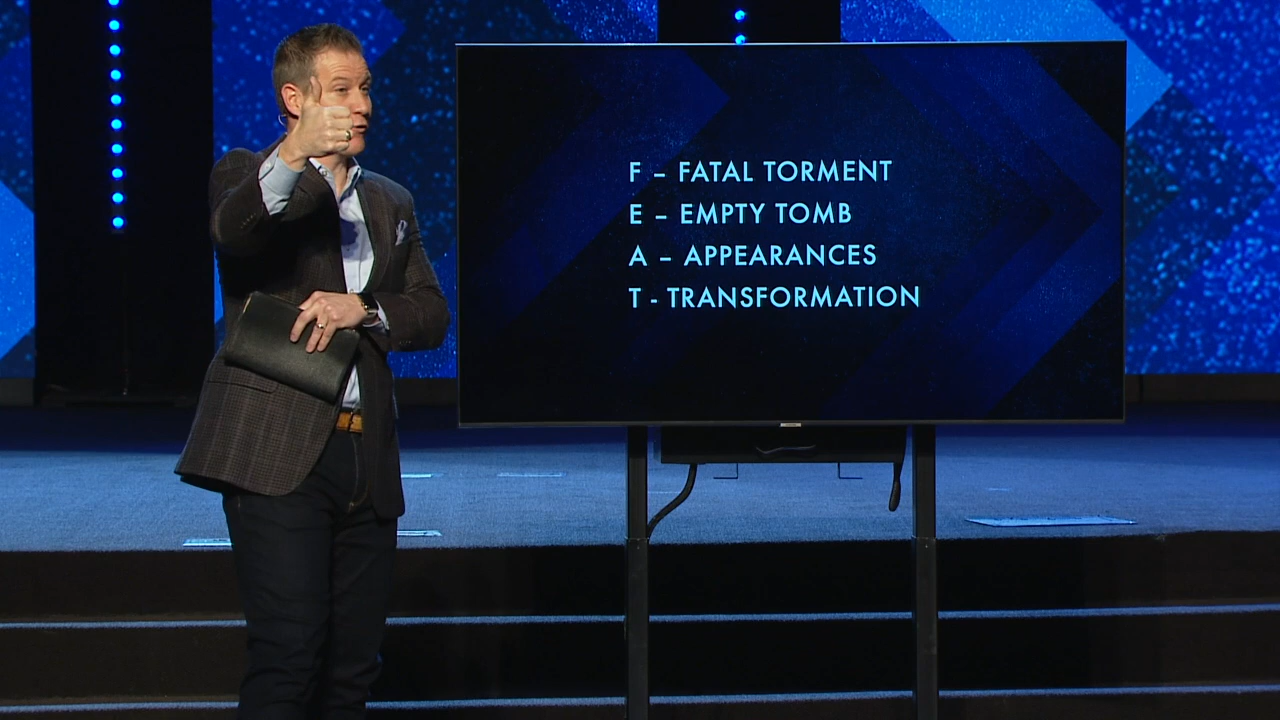 F – FATAL TORMENT
E – EMPTY TOMB
A – APPEARANCES
T - TRANSFORMATION